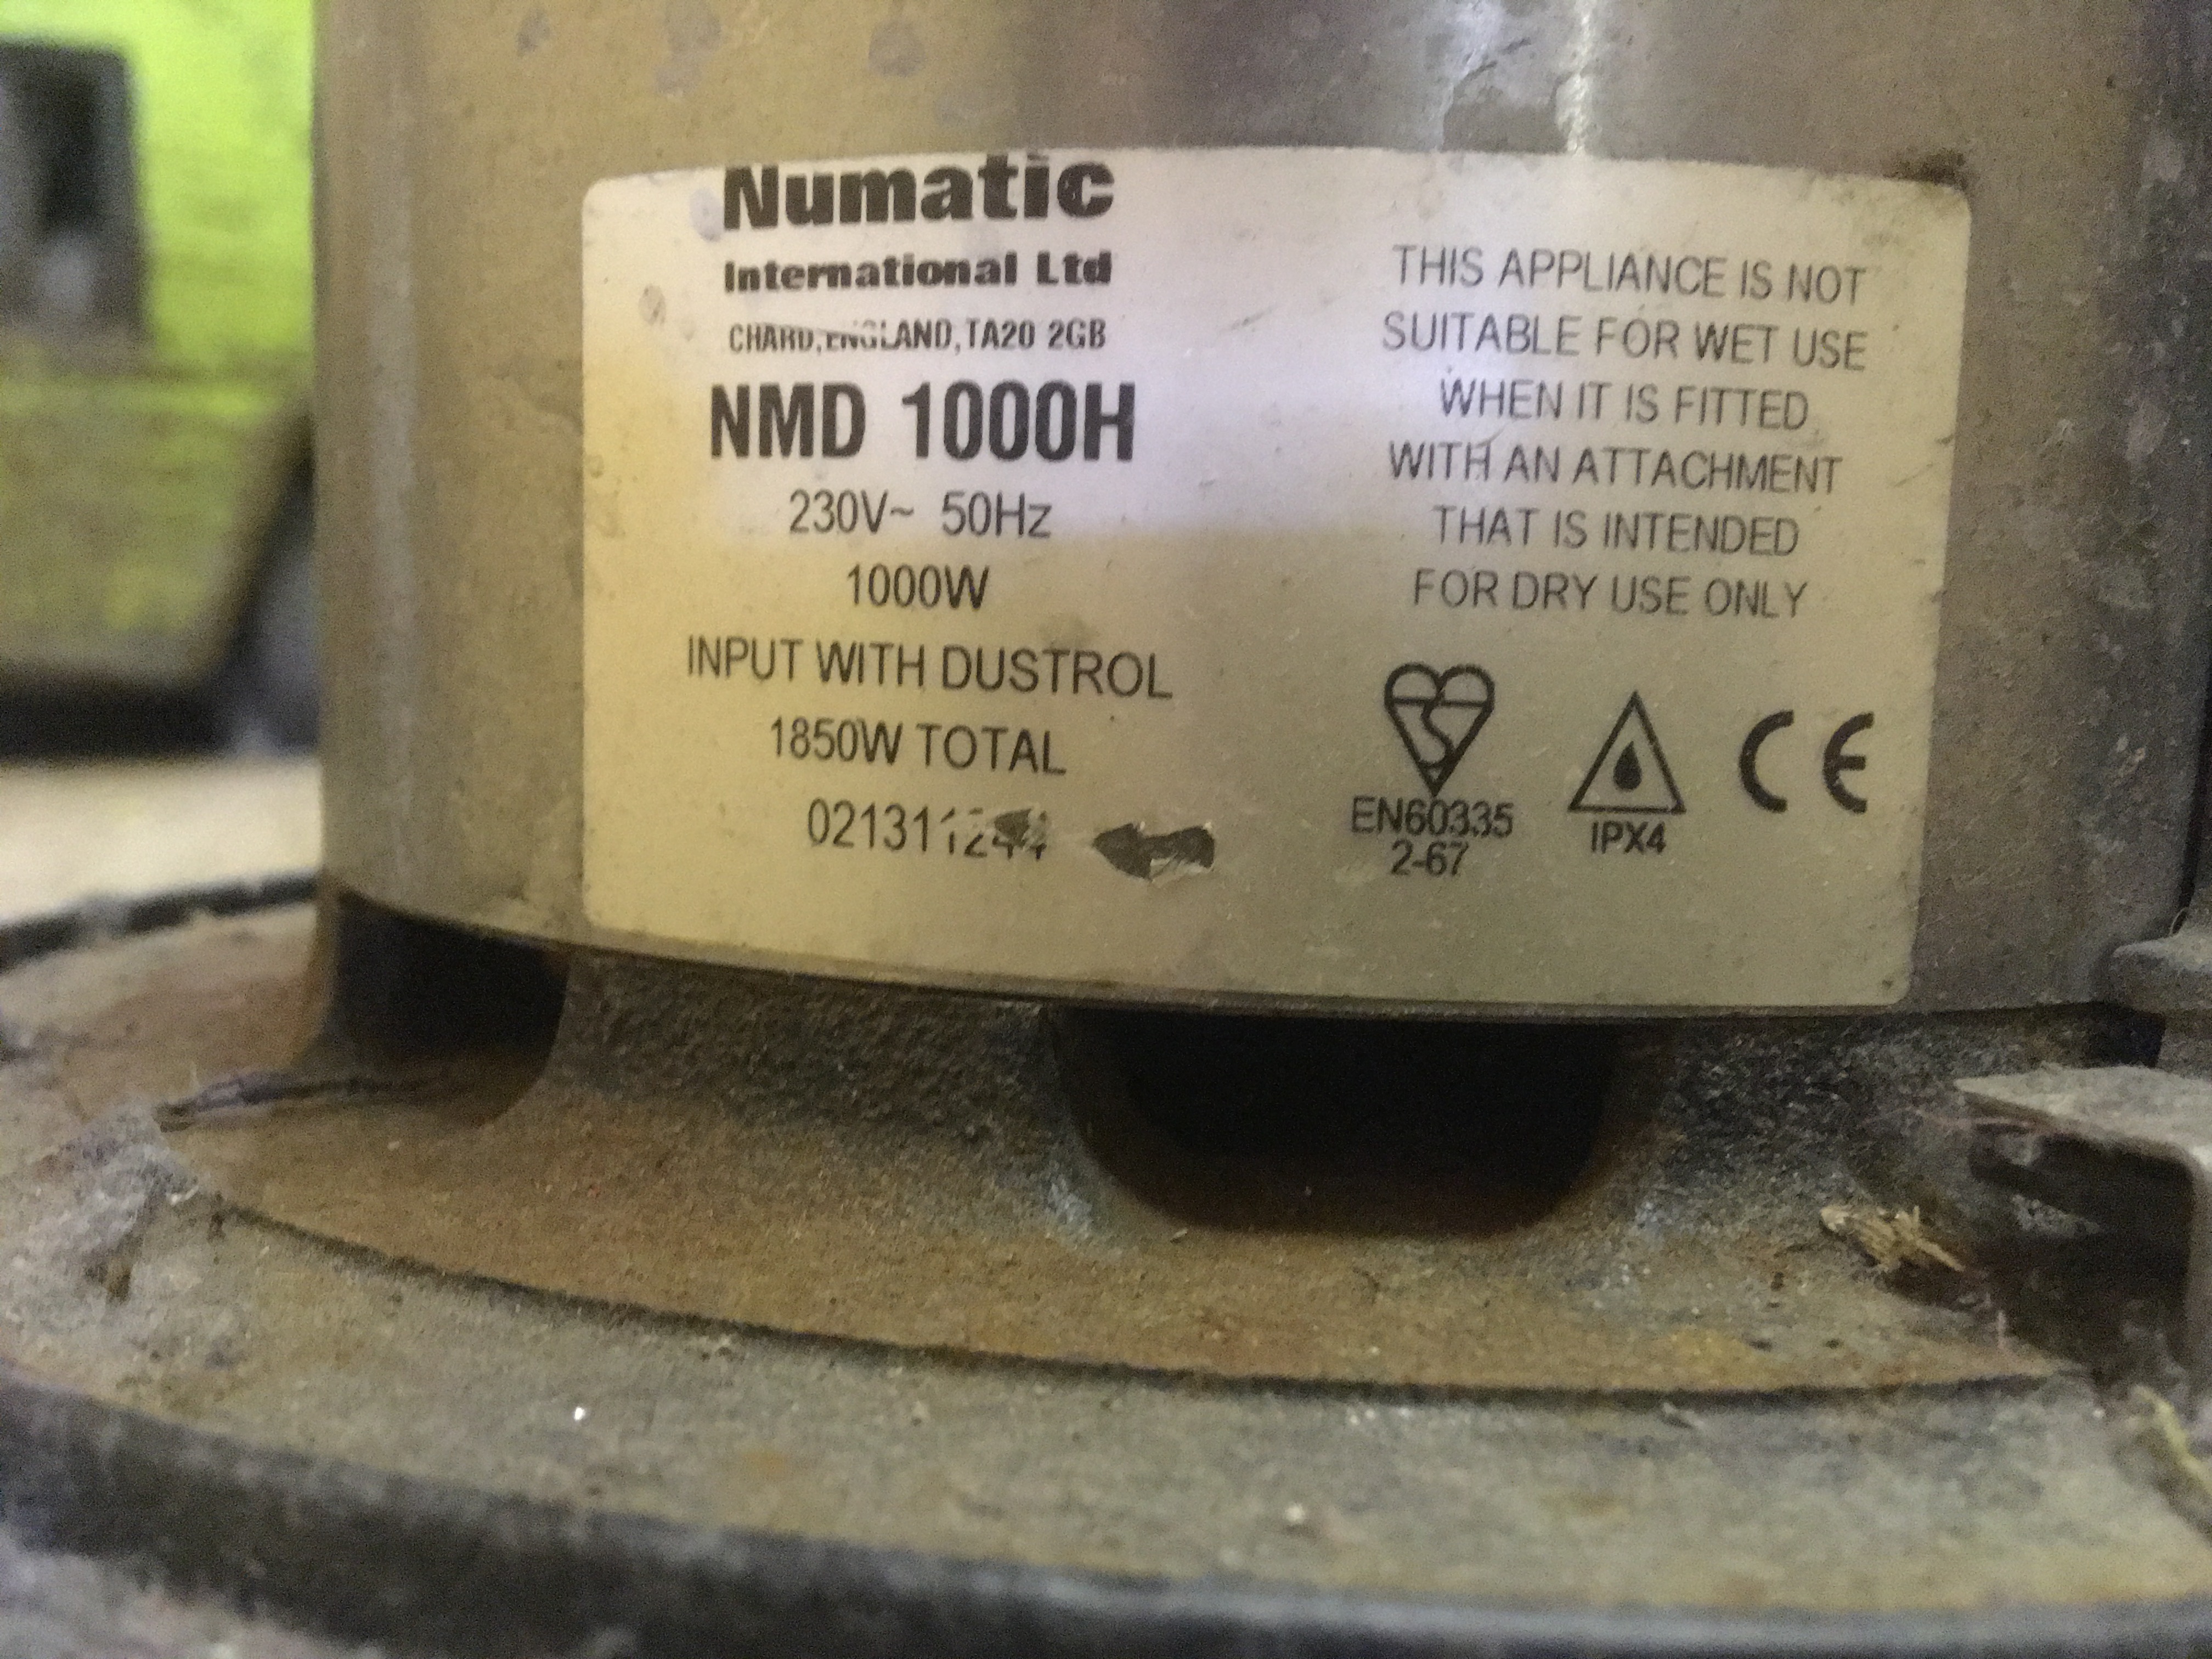 Numatic
International Ltd
CHARD, ENGLAND, TA20 2GB
NMD 1000H
230V~ 50Hz
1000W
INPUT WITH DUSTROL
1850W TOTAL
THIS APPLIANCE IS NOT
SUITABLE FOR WET USE
WHEN IT IS FITTED
WITH AN ATTACHMENT
THAT IS INTENDED
FOR DRY USE ONLY
EN60335
2-67
IPX4
CE